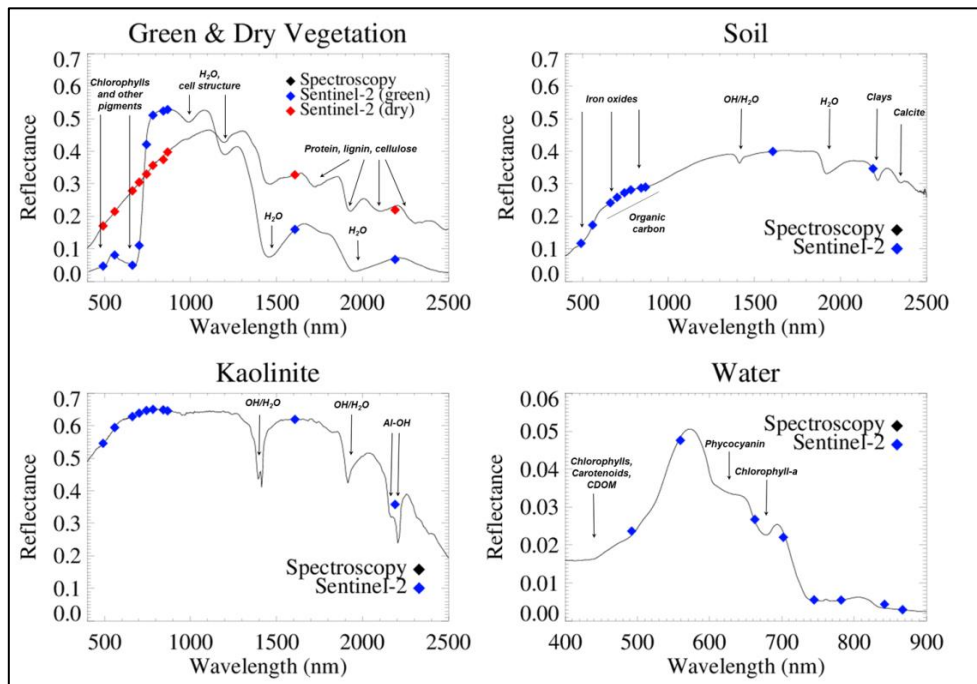 Green & Dry Vegetation
Chlorophylls
and other
pigments
H₂O,
cell structure
Spectroscopy
Sentinel-2 (green)
Sentinel-2 (dry)
Protein, lignin, cellulose
H₂O
H₂O
Reflectance
0.7
0.6
0.5
0.4
0.3
0.2
0.1
0.0
500 1000 1500 2000 2500
Wavelength (nm)
Soil
Iron oxides
OH/H₂O
H₂O
Clays
Calcite
Organic
carbon
Spectroscopy
Sentinel-2
Reflectance
0.7
0.6
0.5
0.4
0.3
0.2
0.1
0.0
500 1000 1500 2000 2500
Wavelength (nm)
Kaolinite
OH/H₂O
OH/H₂O
Al-OH
Spectroscopy
Sentinel-2
Reflectance
0.7
0.6
0.5
0.4
0.3
0.2
0.1
0.0
500 1000 1500 2000 2500
Wavelength (nm)
Water
Spectroscopy
Sentinel-2
Phycocyanin
Chlorophyll-a
Chlorophylls,
Carotenoids,
CDOM
Reflectance
0.06
0.05
0.04
0.03
0.02
0.01
0.00
400 500 600 700 800 900
Wavelength (nm)